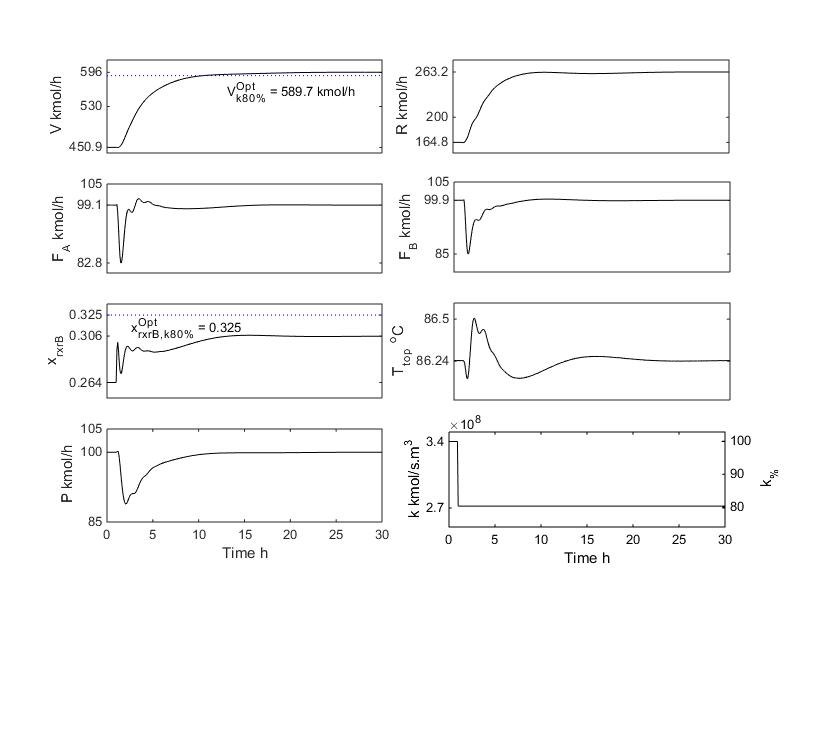 596
530
450.9
V kmol/h
V^Opt_k80% = 589.7 kmol/h
263.2
200
164.8
R kmol/h
105
99.1
82.8
F_A kmol/h
105
99.9
85
F_B kmol/h
0.325
0.306
0.264
x_rxrB
x^Opt_rxrB,k80% = 0.325
86.5
86.24
T_top °C
105
100
85
P kmol/h
0 5 10 15 20 25 30
Time h
×10^8
3.4
2.7
k kmol/s.m^3
100
90
80
k_%
0 5 10 15 20 25 30
Time h